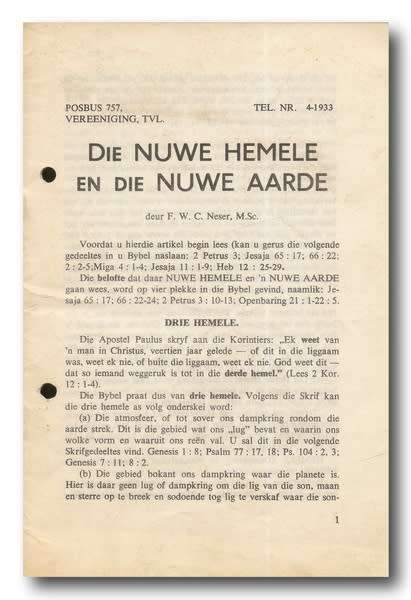 POSBUS 757, TEL. NR. 4-1933
VEREENIGING, TVL.
DIE NUWE HEMELE
EN DIE NUWE AARDE
deur F. W. C. Neser, M.Sc.
Voordat u hierdie artikel begin lees (kan u gerus die volgende
gedeeltes in u Bybel naslaan: 2 Petrus 3; Jesaja 65 : 17; 66 : 22;
2 : 2-5;Miga 4 : 1-4; Jesaja 11 : 1-9; Heb 12 : 25-29.
Die belofte dat daar NUWE HEMELE en 'n NUWE AARDE
gaan wees, word op vier plekke in die Bybel gevind, naamlik: Je-
saja 65 : 17; 66 : 22-24; 2 Petrus 3 : 10-13; Openbaring 21 : 1-22 : 5.
DRIE HEMELE.
Die Apostel Paulus skryf aan die Korintiers: „Ek weet van
'n man in Christus, veertien jaar gelede — of dit in die liggaam
was, weet ek nie, of buite die liggaam, weet ek nie. God weet dit —
dat so iemand weggeruk is tot in die derde hemel.” (Lees 2 Kor.
12 : 1-4).
Die Bybel praat dus van drie hemele. Volgens die Skrif kan
die drie hemele as volg onderskei word:
(a) Die atmosfeer, of tot sover ons dampkring rondom die
aarde strek. Dit is die gebied wat ons „lug” bevat en waarin ons
wolke vorm en waaruit ons reën val. U sal dit in die volgende
Skrifgedeeltes vind. Genesis 1 : 8; Psalm 77 : 17, 18; Ps. 104 : 2, 3;
Genesis 7 : 11; 8 : 2.
(b) Die gebied bokant ons dampkring waar die planete is.
Hier is daar geen lug of dampkring om die lig van die son, maan
en sterre op te breek en sodoende tog lig te verskaf waar die son-
1